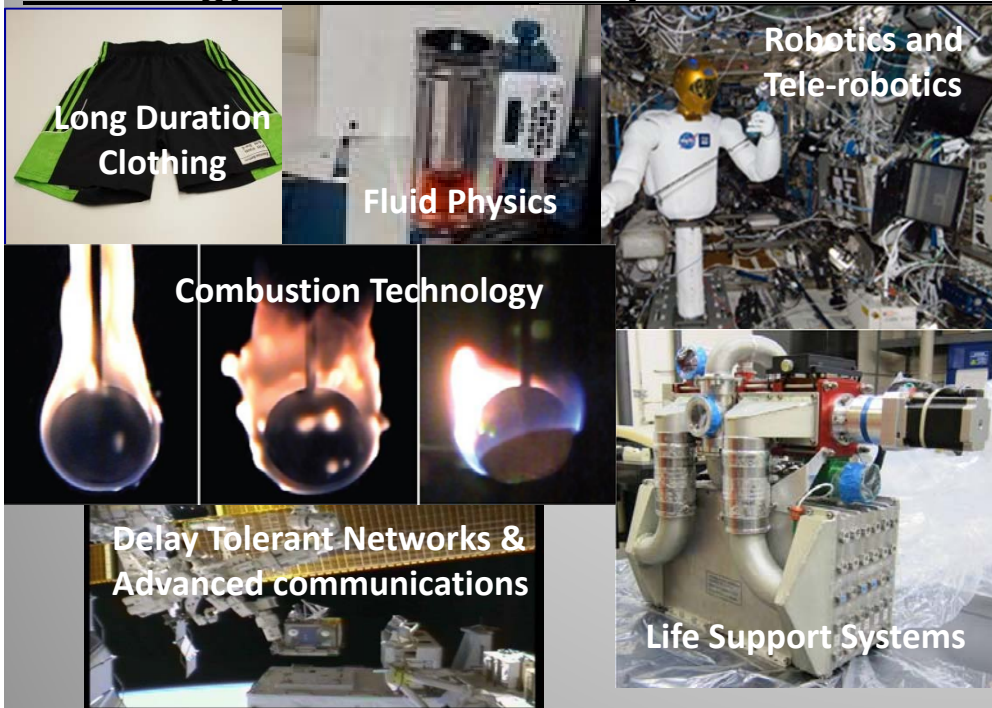 Long Duration
Clothing
Fluid Physics
Robotics and
Tele-robotics
NASA
Combustion Technology
Delay Tolerant Networks &
Advanced communications
Life Support Systems